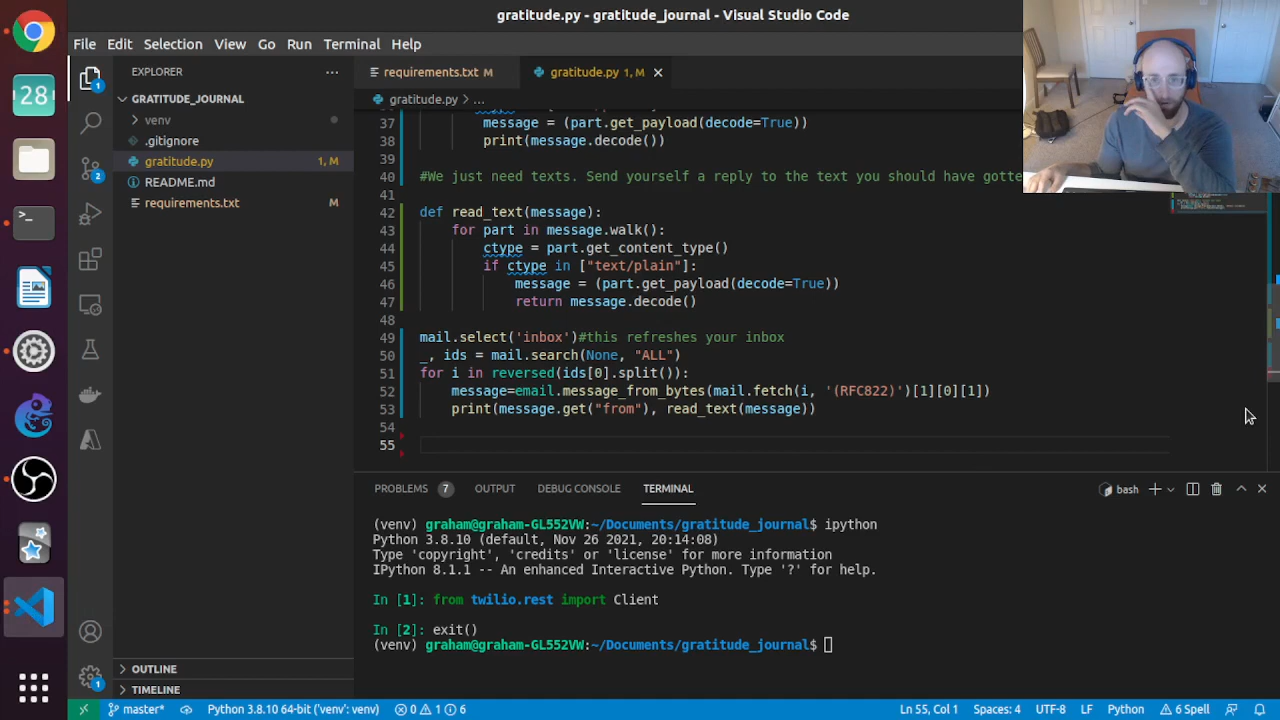 gratitude.py - gratitude_journal - Visual Studio Code
File Edit Selection View Go Run Terminal Help
EXPLORER
requirements.txt M
gratitude.py 1, M
GRATITUDE_JOURNAL
venv
.gitignore
gratitude.py 1, M
README.md
requirements.txt M
OUTLINE
TIMELINE
28
1
2
1
gratitude.py > ...
37 message = (part.get_payload(decode=True))
38 print(message.decode())
39
40 #We just need texts. Send yourself a reply to the text you should have gotte
41
42 def read_text(message):
43 for part in message.walk():
44 ctype = part.get_content_type()
45 if ctype in ["text/plain"]:
46 message = (part.get_payload(decode=True))
47 return message.decode()
48
49 mail.select('inbox')#this refreshes your inbox
50 _, ids = mail.search(None, "ALL")
51 for i in reversed(ids[0].split()):
52 message=email.message_from_bytes(mail.fetch(i, '(RFC822)')[1][0][1])
53 print(message.get("from"), read_text(message))
54
55
PROBLEMS 7 OUTPUT DEBUG CONSOLE TERMINAL bash
(venv) graham@graham-GL552VW:~/Documents/gratitude_journal$ ipython
Python 3.8.10 (default, Nov 26 2021, 20:14:08)
Type 'copyright', 'credits' or 'license' for more information
IPython 8.1.1 -- An enhanced Interactive Python. Type '?' for help.
In [1]: from twilio.rest import Client
In [2]: exit()
(venv) graham@graham-GL552VW:~/Documents/gratitude_journal$
master* Python 3.8.10 64-bit ('venv': venv) 0 1 6 Ln 55, Col 1 Spaces: 4 UTF-8 LF Python 6 Spell